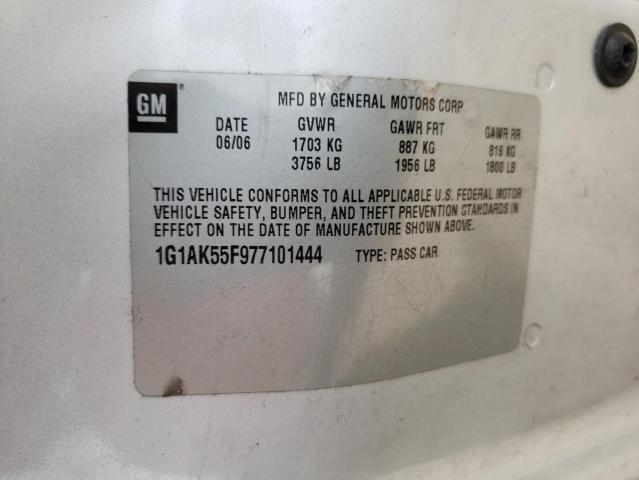 GM ®
MFD BY GENERAL MOTORS CORP
DATE GVWR GAWR FRT GAWR RR
06/06 1703 KG 887 KG 816 KG
3756 LB 1956 LB 1800 LB
THIS VEHICLE CONFORMS TO ALL APPLICABLE U.S. FEDERAL MOTOR
VEHICLE SAFETY, BUMPER, AND THEFT PREVENTION STANDARDS IN
EFFECT ON THE DATE OF MANUFACTURE SHOWN ABOVE.
1G1AK55F977101444 TYPE: PASS CAR